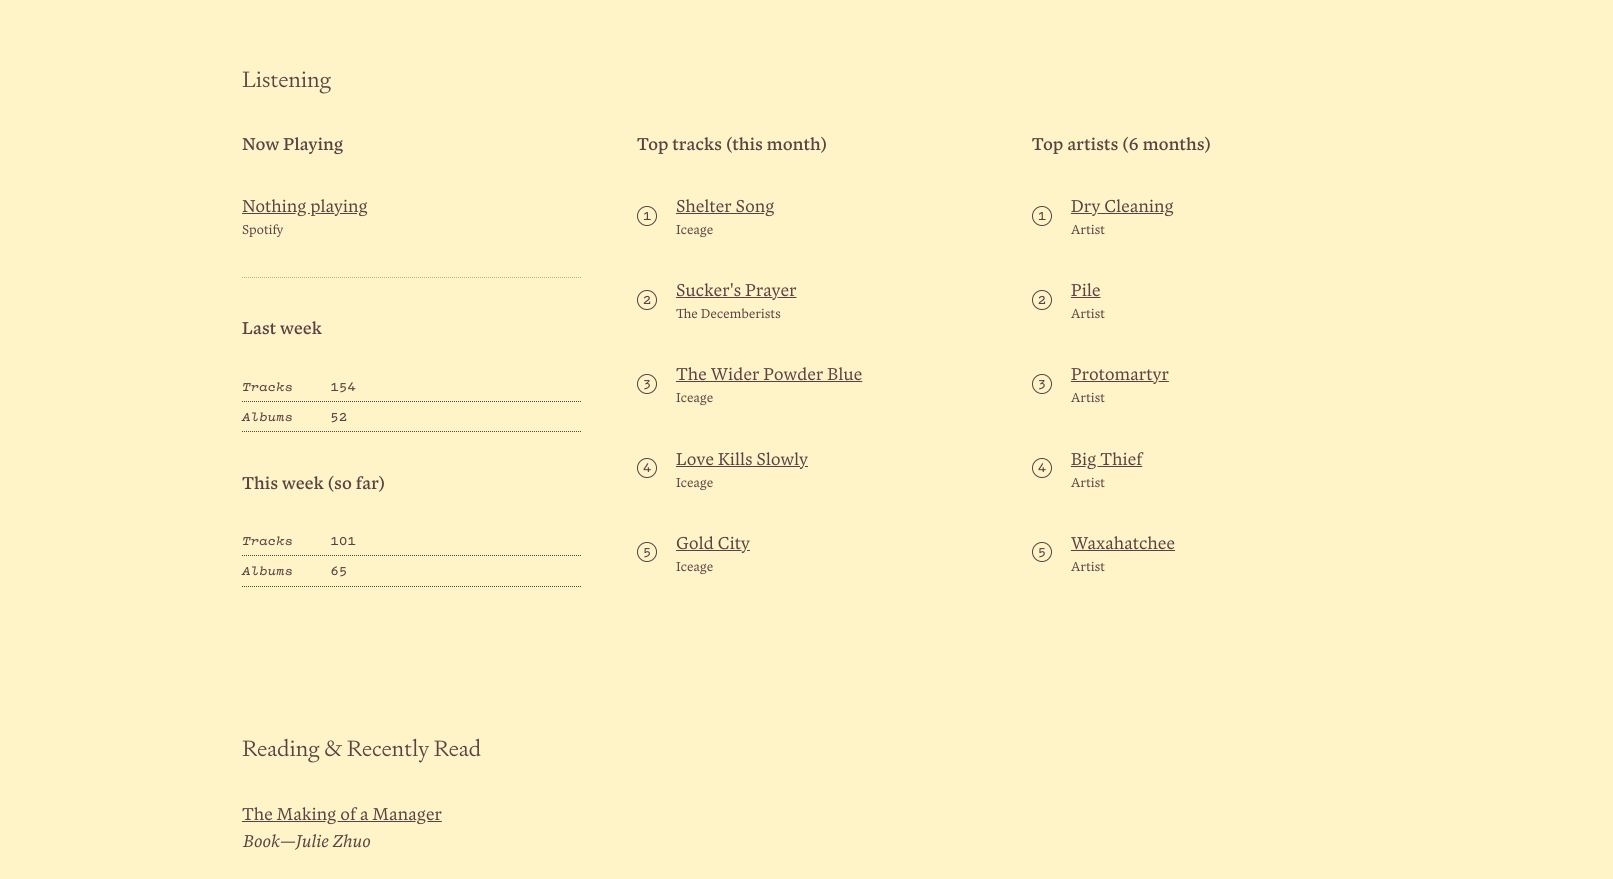 Listening
Now Playing
Nothing playing
Spotify
Last week
Tracks 154
Albums 52
This week (so far)
Tracks 101
Albums 65
Top tracks (this month)
1 Shelter Song
Iceage
2 Sucker's Prayer
The Decemberists
3 The Wider Powder Blue
Iceage
4 Love Kills Slowly
Iceage
5 Gold City
Iceage
Top artists (6 months)
1 Dry Cleaning
Artist
2 Pile
Artist
3 Protomartyr
Artist
4 Big Thief
Artist
5 Waxahatchee
Artist
Reading & Recently Read
The Making of a Manager
Book—Julie Zhuo